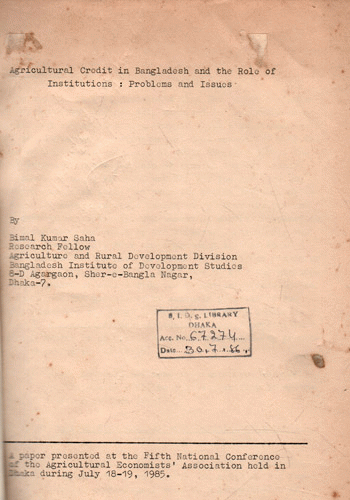 Agricultural Credit in Bangladesh and the Role of
Institutions : Problems and Issues
By
Bimal Kumar Saha
Research Fellow
Agriculture and Rural Development Division
Bangladesh Institute of Development Studies
8-D Agargaon, Sher-e-Bangla Nagar,
Dhaka-7.
B. I. D. S. LIBRARY
DHAKA
Acc. No. 67274
Date... 30.7.86.
A paper presented at the Fifth National Conference
of the Agricultural Economists' Association held in
Dhaka during July 18-19, 1985.